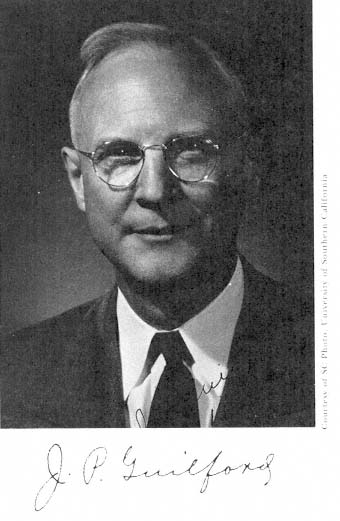 Courtesy of SC Photo, University of Southern California
J. P. Guilford